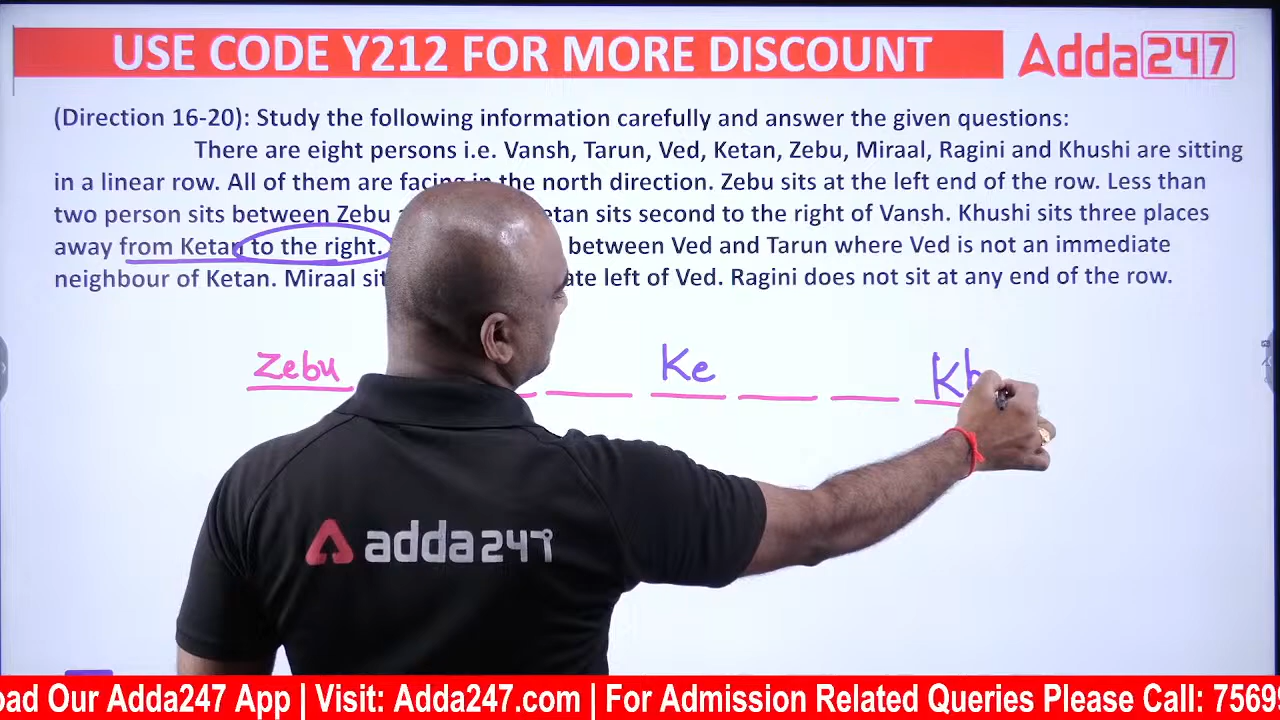 USE CODE Y212 FOR MORE DISCOUNT
Adda247
(Direction 16-20): Study the following information carefully and answer the given questions:
There are eight persons i.e. Vansh, Tarun, Ved, Ketan, Zebu, Miraal, Ragini and Khushi are sitting
in a linear row. All of them are facing in the north direction. Zebu sits at the left end of the row. Less than
two person sits between Zebu sits second to the right of Vansh. Khushi sits three places
away from Ketan to the right. between Ved and Tarun where Ved is not an immediate
neighbour of Ketan. Miraal left of Ved. Ragini does not sit at any end of the row.
Zebu Ke Kh
adda247
App | Visit: Adda247.com | For Admission Related Queries Please Call: 7569